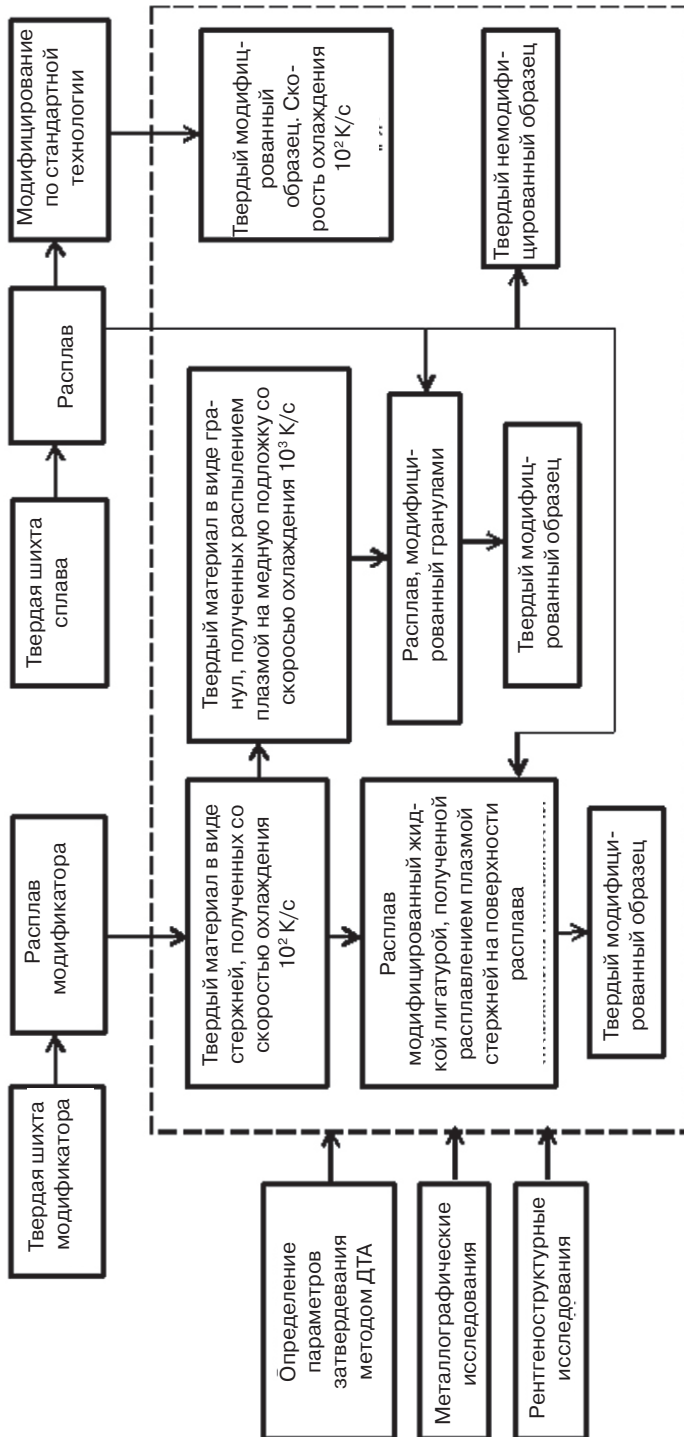 Твердая шихта
модификатора
Расплав
модификатора
Твердая шихта
сплава
Расплав
Модифицирование
по стандартной
технологии
Твердый материал в виде
стержней, полученных со
скоростью охлаждения
10² К/с
Твердый материал в виде гра-
нул, полученных распылением
плазмой на медную подложку со
скоростью охлаждения 10³ К/с
Твердый модифиц-
рованный
образец. Ско-
рость охлаждения
10² К/с
Определение
параметров
затвердевания
методом ДТА
Металлографические
исследования
Рентгеноструктурные
исследования
Расплав
модифицированный жид-
кой лигатурой, полученной
расплавлением плазмой
стержней на поверхности
расплава
Расплав, модифици-
рованный гранулами
Твердый немодифи-
цированный образец
Твердый модифици-
рованный образец
Твердый модифиц-
рованный образец